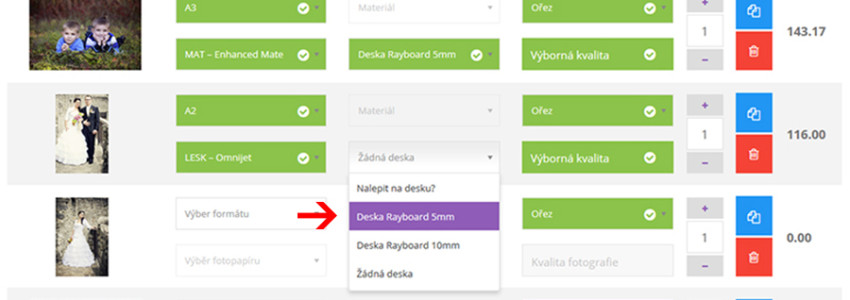 A3
Materiál
Ořez
+
1
143.17
MAT – Enhanced Mate
Deska Rayboard 5mm
Výborná kvalita
–
A2
Materiál
Ořez
+
1
116.00
LESK – Omnijet
Žádná deska
Výborná kvalita
–
Nalepit na desku?
Výber formátu
Deska Rayboard 5mm
Ořez
+
1
0.00
Deska Rayboard 10mm
Výběr fotopapíru
Kvalita fotografie
–
Žádná deska